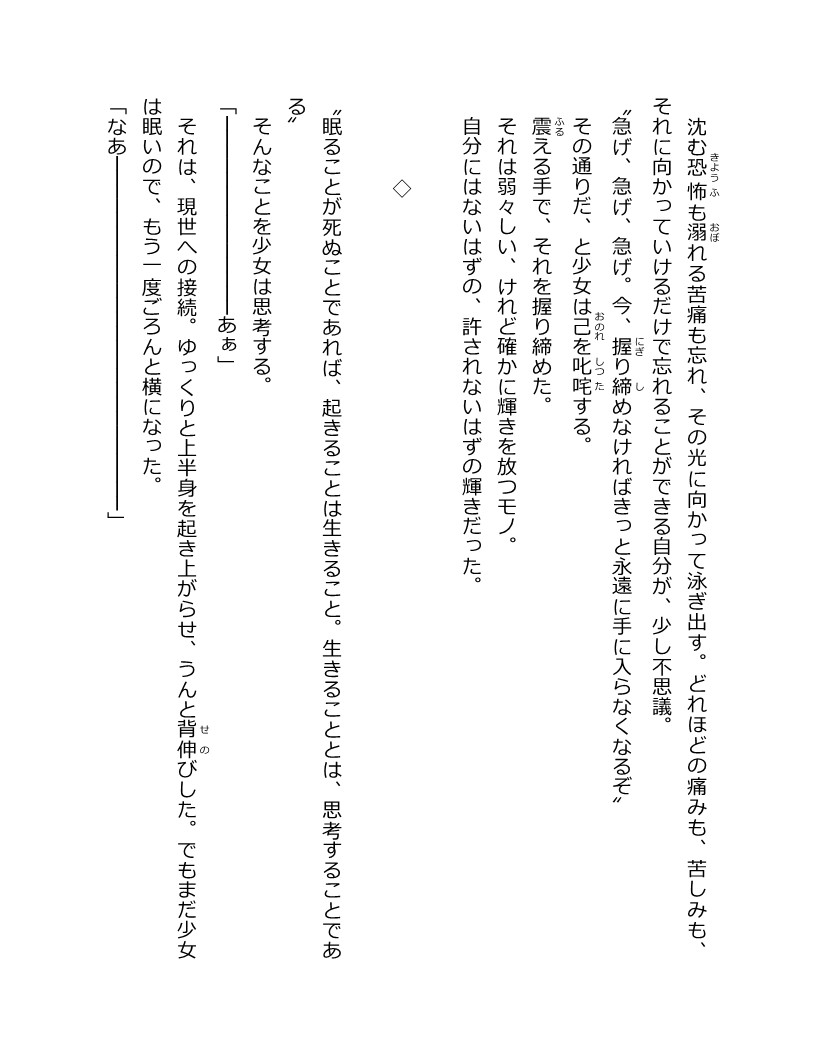 沈む恐怖も溺れる苦痛も忘れ、その光に向かって泳ぎ出す。どれほどの痛みも、苦しみも、
それに向かっていけるだけで忘れることができる自分が、少し不思議。
〝急げ、急げ、急げ。今、握り締めなければきっと永遠に手に入らなくなるぞ〟
その通りだ、と少女は己を叱咤する。
震える手で、それを握り締めた。
それは弱々しい、けれど確かに輝きを放つモノ。
自分にはないはずの、許されないはずの輝きだった。
◇
〝眠ることが死ぬことであれば、起きることは生きること。生きることとは、思考することであ
る〟
そんなことを少女は思考する。
「――――――――――あぁ」
それは、現世への接続。ゆっくりと上半身を起き上がらせ、うんと背伸びした。でもまだ少女
は眠いので、もう一度ごろんと横になった。
「なあ――――――――――――――――――」